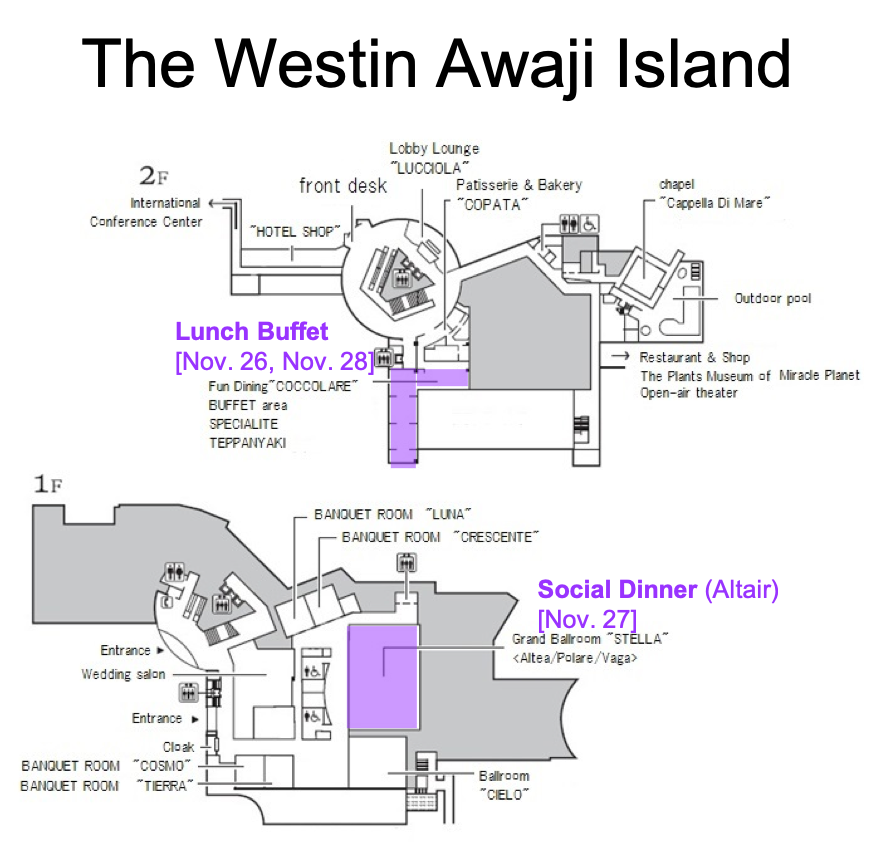 The Westin Awaji Island
2F
Lobby Lounge
"LUCCIOLA"
front desk
Patisserie & Bakery
"COPATA"
chapel
"Cappella Di Mare"
International
Conference Center
"HOTEL SHOP"
Outdoor pool
Lunch Buffet
[Nov. 26, Nov. 28]
Fun Dining"COCCOLARE"
BUFFET area
SPECIALITE
TEPPANYAKI
Restaurant & Shop
The Plants Museum of Miracle Planet
Open-air theater
1F
BANQUET ROOM "LUNA"
BANQUET ROOM "CRESCENTE"
Social Dinner (Altair)
[Nov. 27]
Grand Ballroom "STELLA"
<Altea/Polare/Vaga>
Entrance
Wedding salon
Entrance
Cloak
BANQUET ROOM "COSMO"
BANQUET ROOM "TIERRA"
Ballroom
"CIELO"